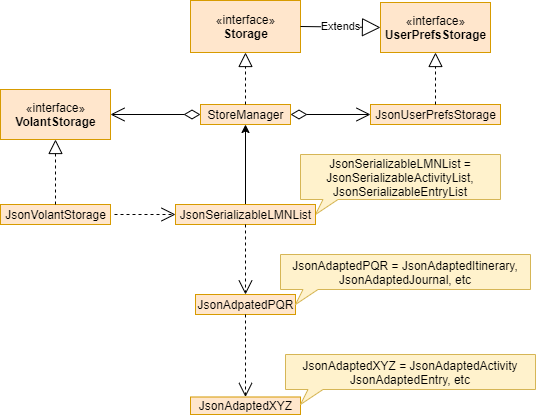 «interface»
Storage
Extends
«interface»
UserPrefsStorage
«interface»
VolantStorage
StoreManager
JsonUserPrefsStorage
JsonSerializableLMNList =
JsonSerializableActivityList,
JsonSerializableEntryList
JsonVolantStorage
JsonSerializableLMNList
JsonAdaptedPQR = JsonAdaptedItinerary,
JsonAdaptedJournal, etc
JsonAdpatedPQR
JsonAdaptedXYZ = JsonAdaptedActivity
JsonAdaptedEntry, etc
JsonAdaptedXYZ